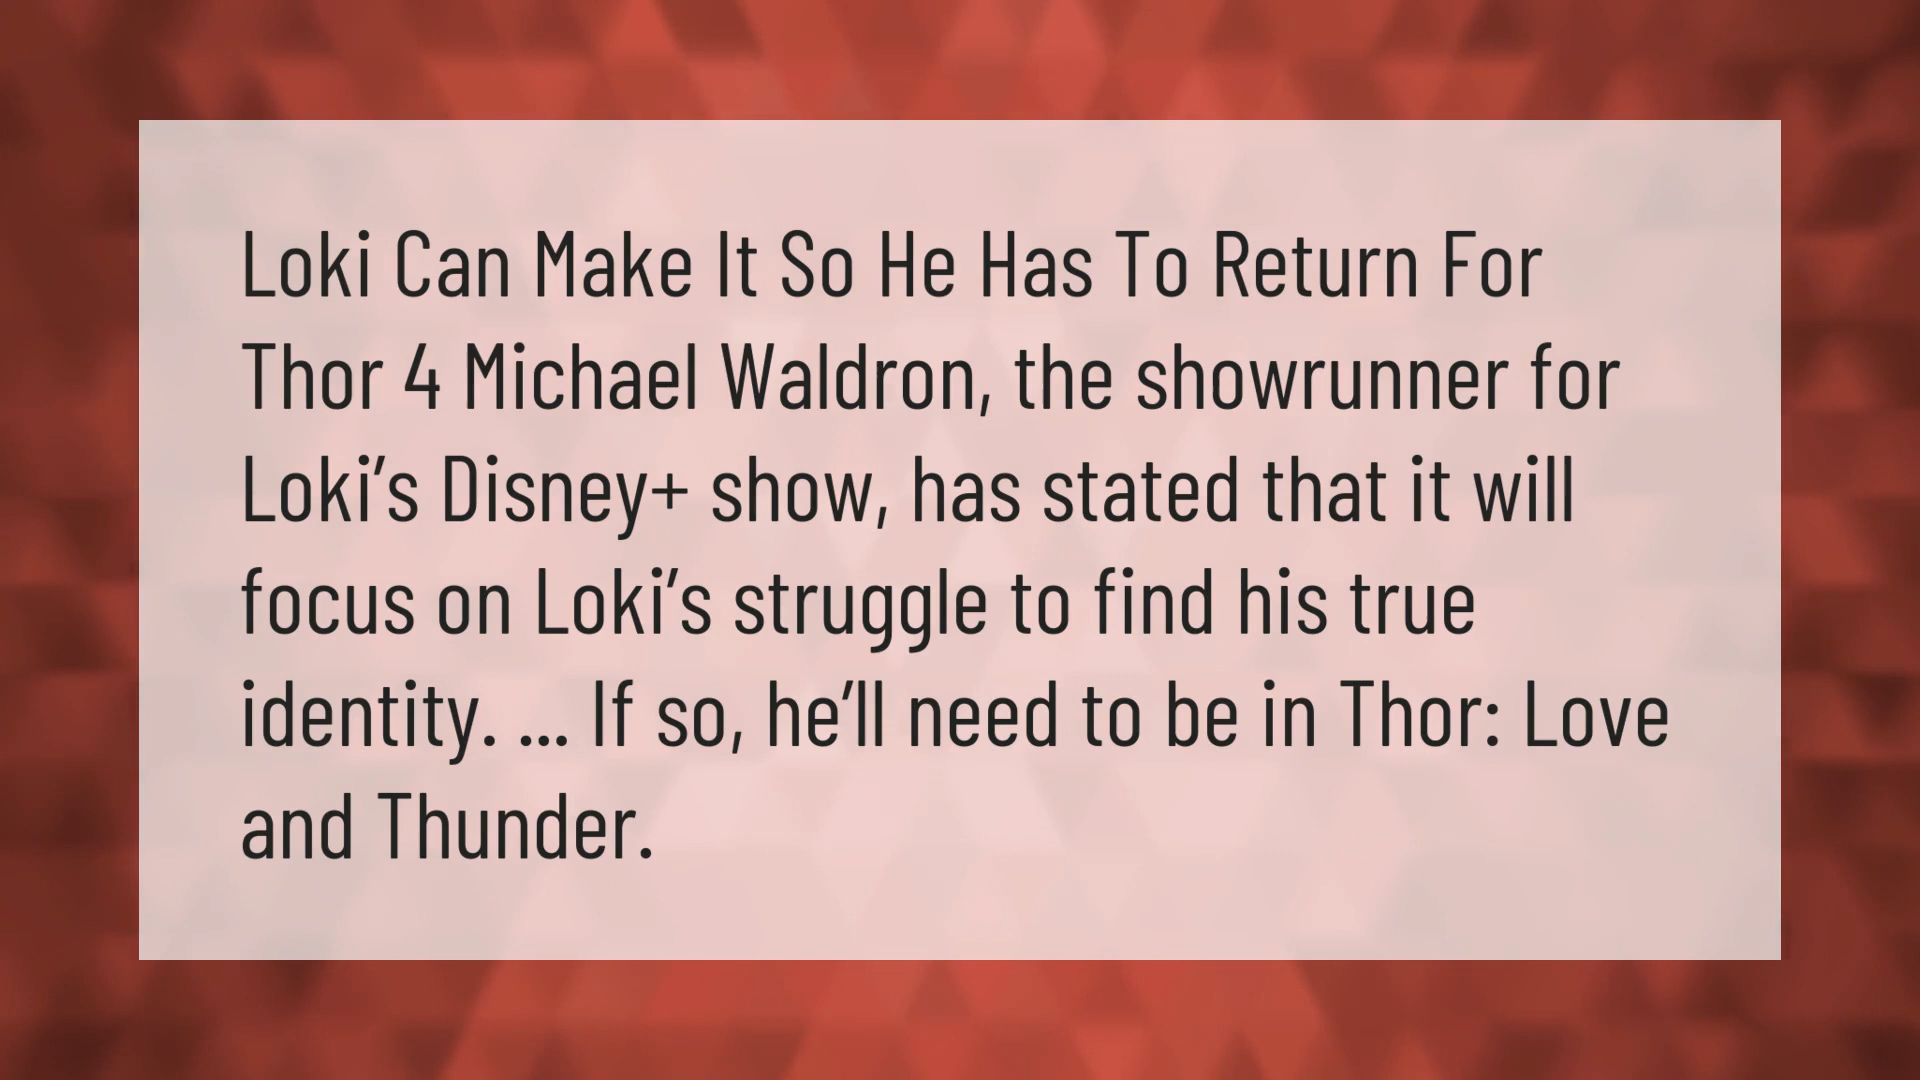 Loki Can Make It So He Has To Return For
Thor 4 Michael Waldron, the showrunner for
Loki’s Disney+ show, has stated that it will
focus on Loki’s struggle to find his true
identity. ... If so, he’ll need to be in Thor: Love
and Thunder.